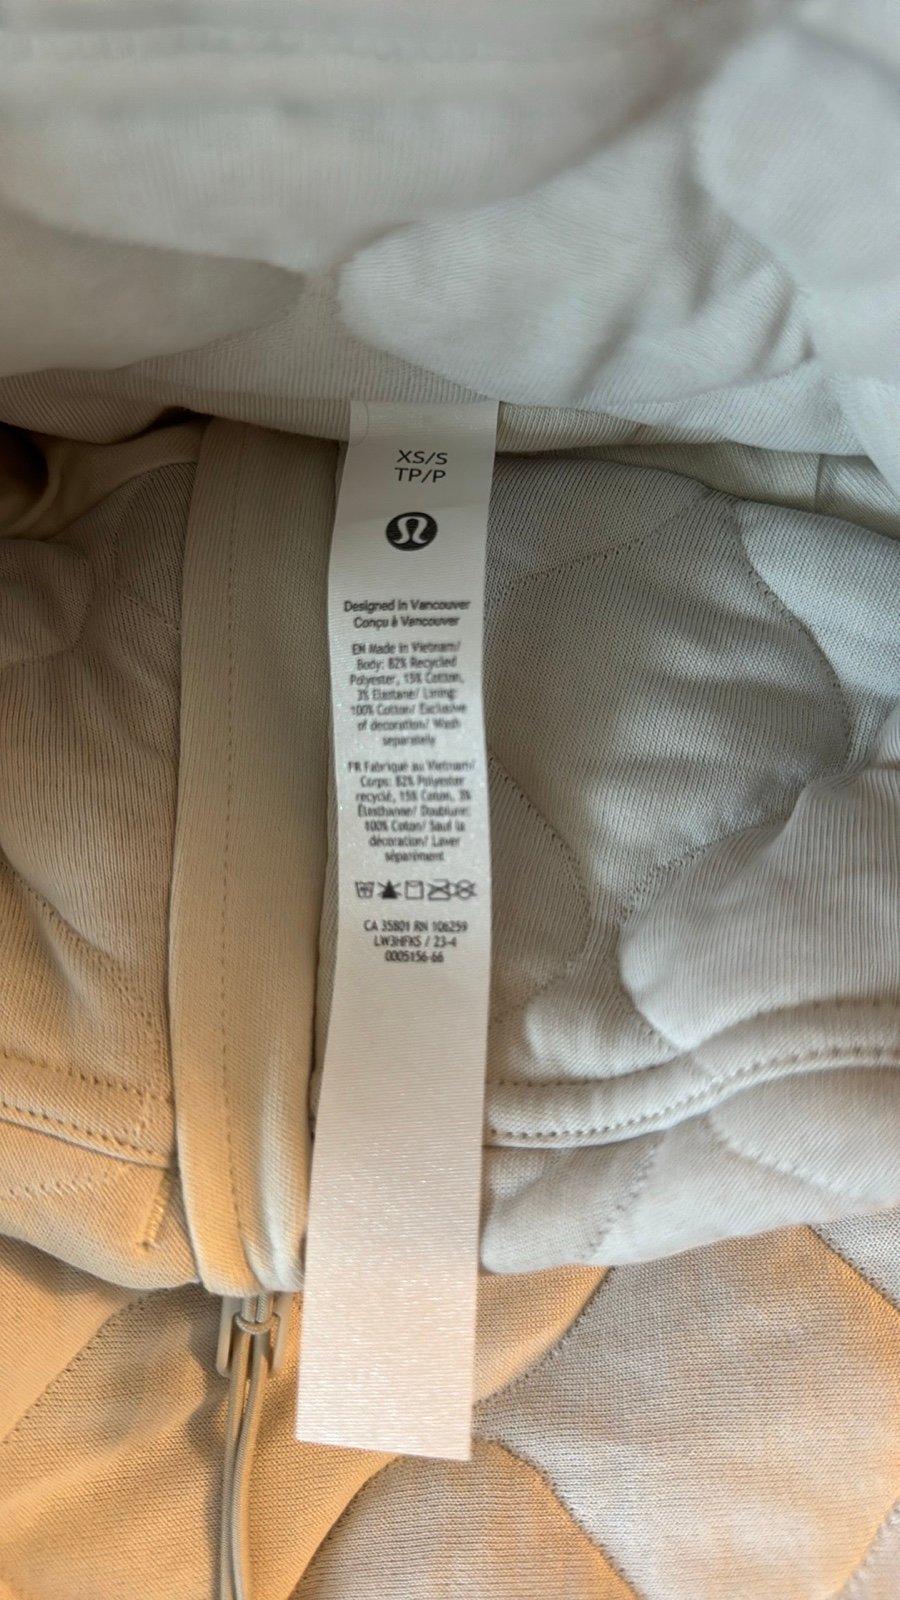 XS/S
TP/P
Designed in Vancouver
Conçu à Vancouver
EN Made in Vietnam/
Body: 82% Recycled
Polyester, 15% Cotton,
3% Elastane/ Lining:
100% Cotton/ Exclusive
of decoration/ Wash
separately
FR Fabriqué au Vietnam/
Corps: 82% Polyester
recyclé, 15% Coton, 3%
Élasthanne/ Doublure:
100% Coton/ Sauf la
décoration/ Laver
séparément
CA 35801 RN 106259
LW3HFKS / 23-4
0005156-66